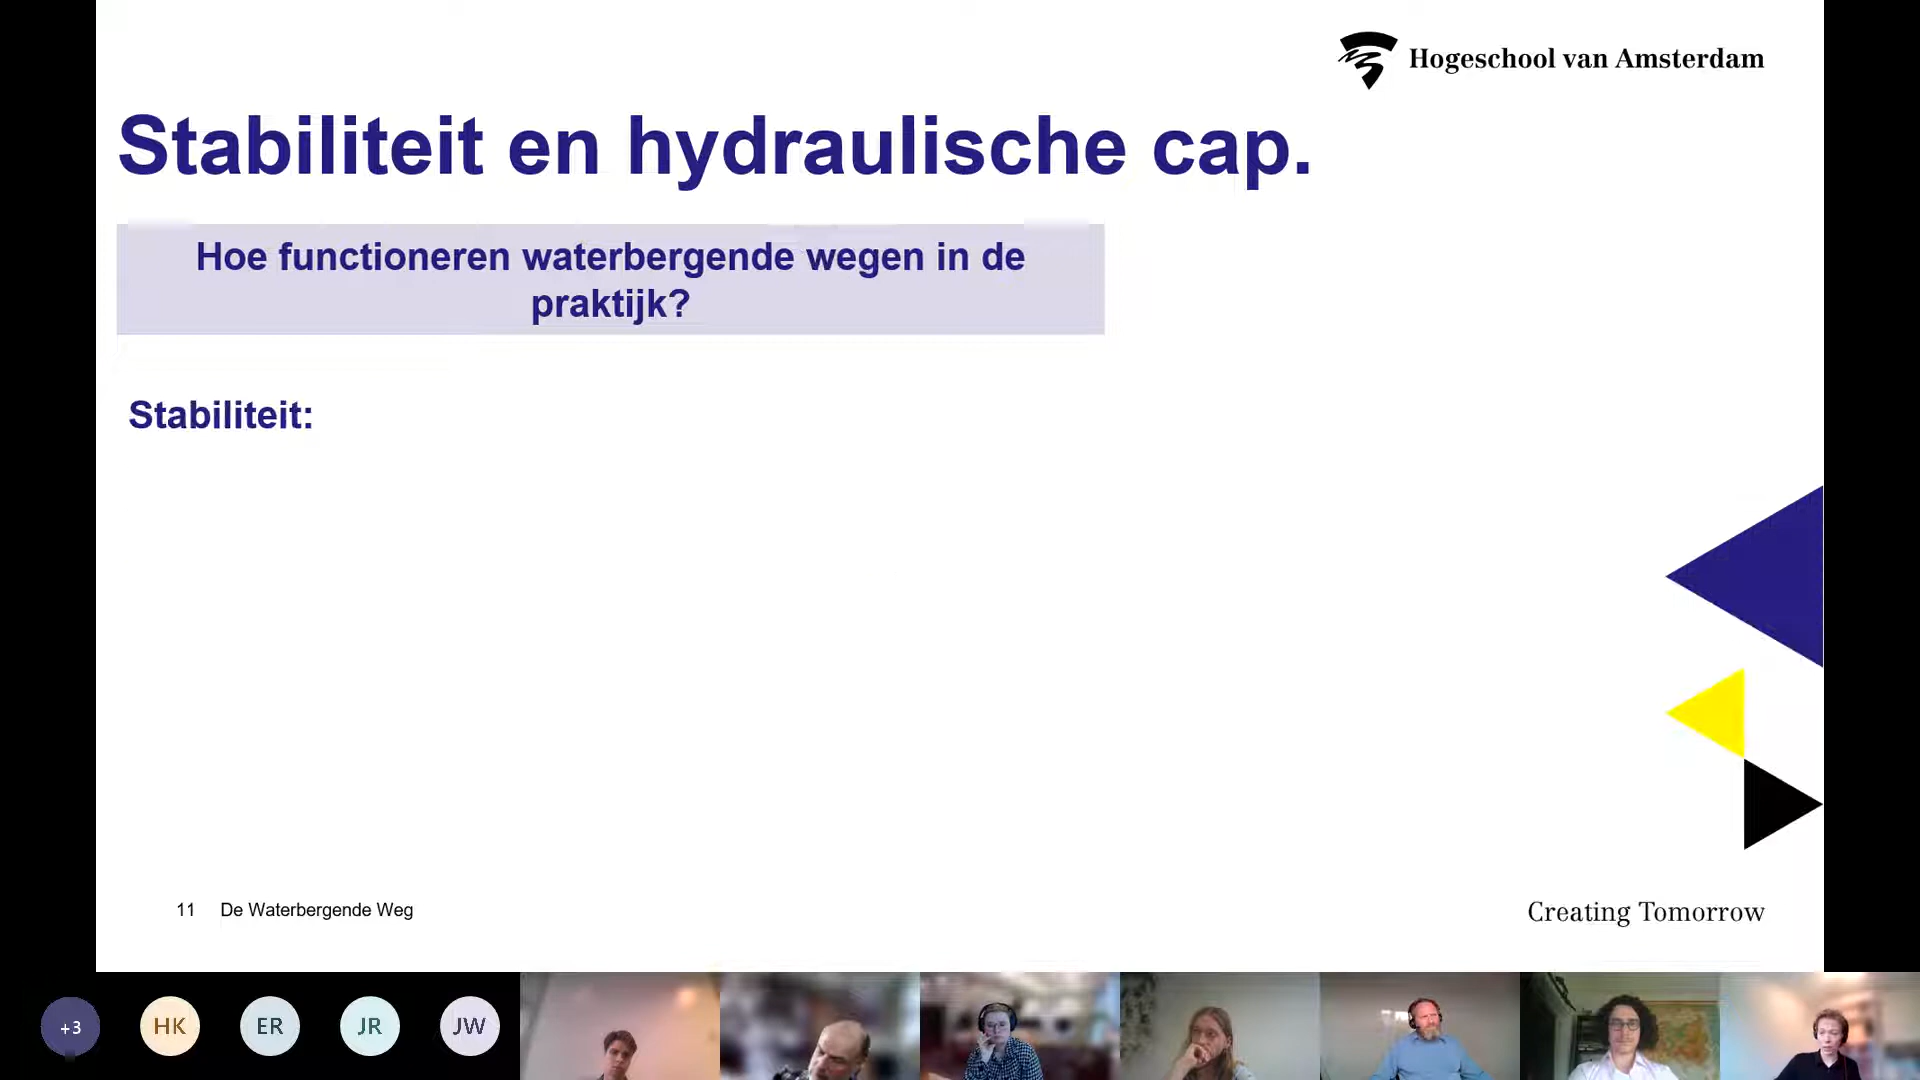 Hogeschool van Amsterdam
Stabiliteit en hydraulische cap.
Hoe functioneren waterbergende wegen in de
praktijk?
Stabiliteit:
11 De Waterbergende Weg
Creating Tomorrow
+3 HK ER JR JW